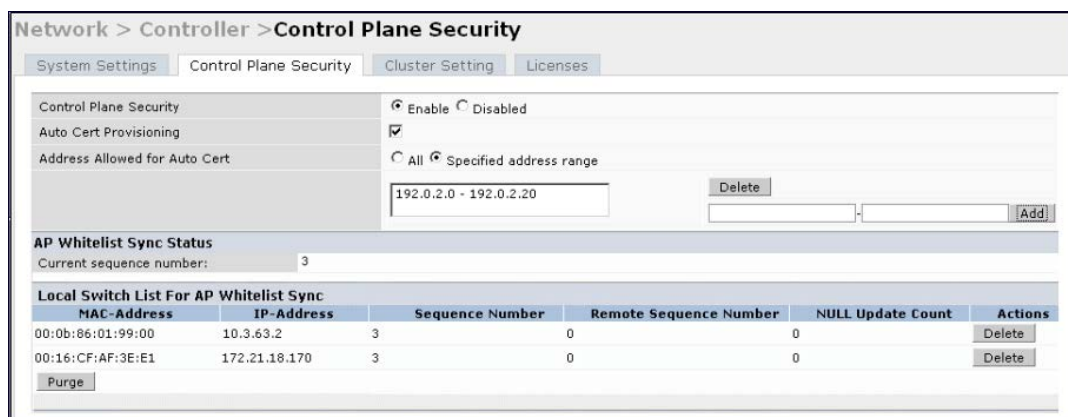 Network > Controller >Control Plane Security
System Settings Control Plane Security Cluster Setting Licenses
Control Plane Security Enable Disabled
Auto Cert Provisioning
Address Allowed for Auto Cert All Specified address range
192.0.2.0 - 192.0.2.20 Delete
- Add
AP Whitelist Sync Status
Current sequence number: 3
Local Switch List For AP Whitelist Sync
MAC-Address IP-Address Sequence Number Remote Sequence Number NULL Update Count Actions
00:0b:86:01:99:00 10.3.63.2 3 0 0 Delete
00:16:CF:AF:3E:E1 172.21.18.170 3 0 0 Delete
Purge